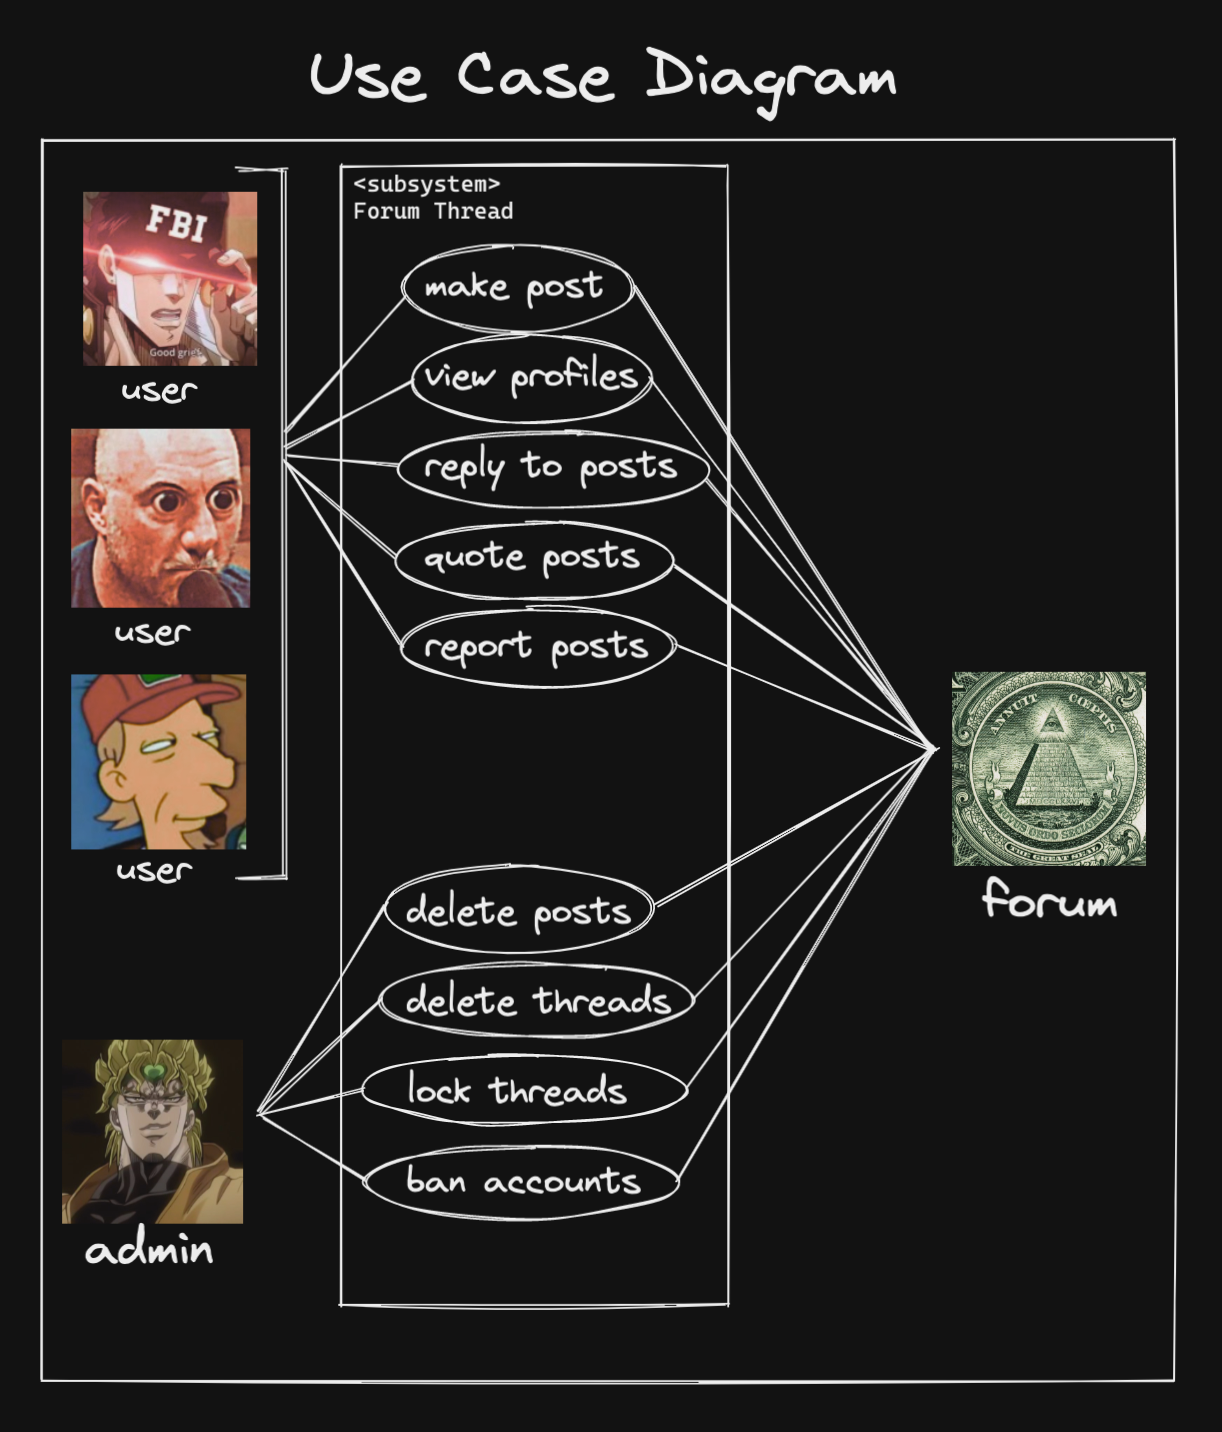 Use Case Diagram
<subsystem>
Forum Thread
FBI
Good grief
user
user
user
make post
view profiles
reply to posts
quote posts
report posts
delete posts
delete threads
lock threads
ban accounts
admin
ANNUIT CŒPTIS
NOVUS ORDO SECLORUM
THE GREAT SEAL
forum